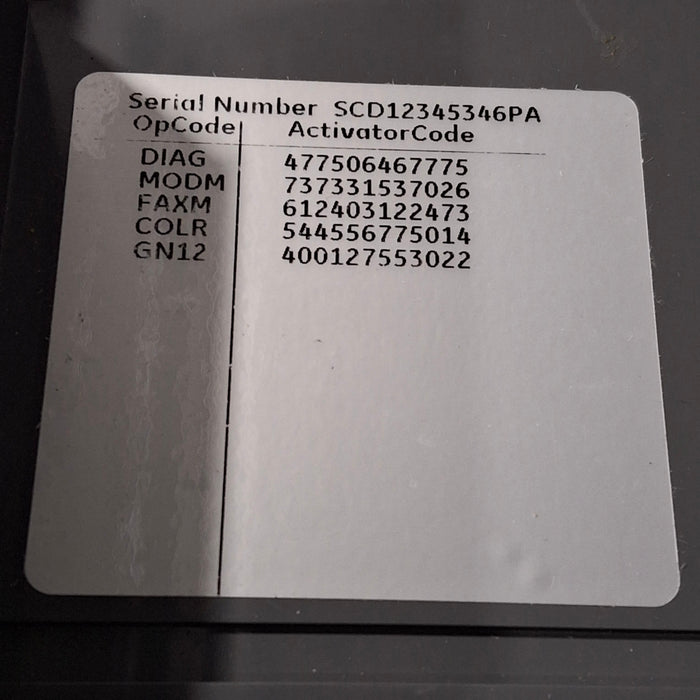 Serial Number SCD12345346PA
OpCode ActivatorCode
DIAG 477506467775
MODM 737331537026
FAXM 612403122473
COLR 544556775014
GN12 400127553022